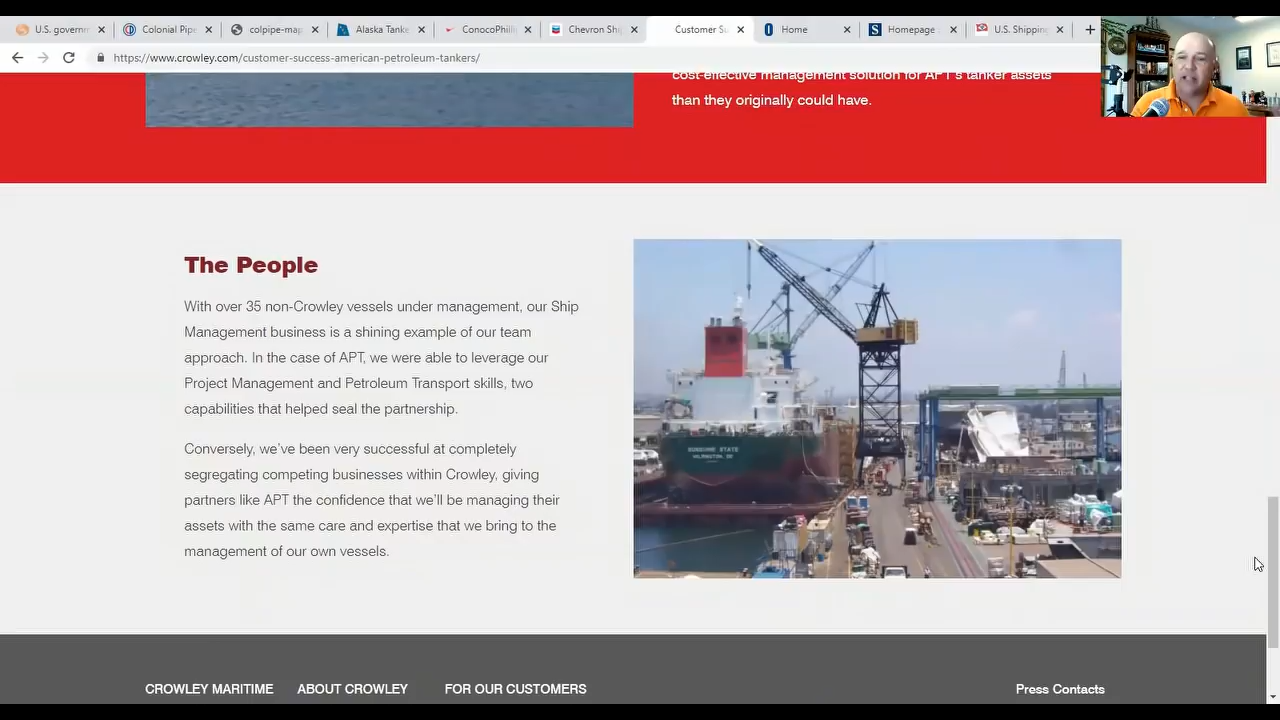 U.S. governm
Colonial Pipe
colpipe-map
Alaska Tanke
ConocoPhilli
Chevron Ship
Customer Su
Home
Homepage
U.S. Shipping
https://www.crowley.com/customer-success-american-petroleum-tankers/
cost-effective management solution for APT's tanker assets
than they originally could have.
The People
With over 35 non-Crowley vessels under management, our Ship
Management business is a shining example of our team
approach. In the case of APT, we were able to leverage our
Project Management and Petroleum Transport skills, two
capabilities that helped seal the partnership.
Conversely, we've been very successful at completely
segregating competing businesses within Crowley, giving
partners like APT the confidence that we'll be managing their
assets with the same care and expertise that we bring to the
management of our own vessels.
SUNSHINE STATE
WILMINGTON, DE
CROWLEY MARITIME
ABOUT CROWLEY
FOR OUR CUSTOMERS
Press Contacts